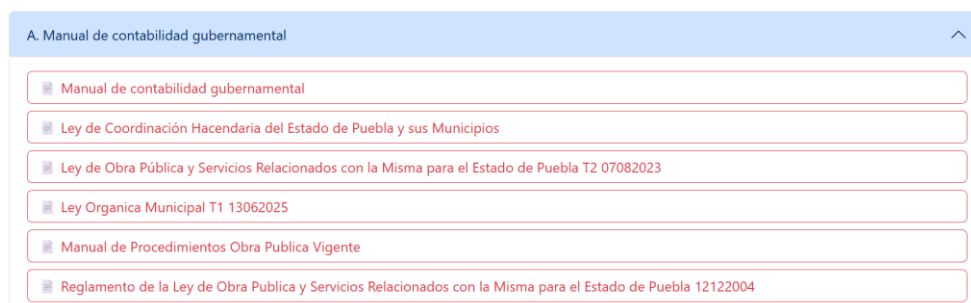 A. Manual de contabilidad gubernamental
Manual de contabilidad gubernamental
Ley de Coordinación Hacendaria del Estado de Puebla y sus Municipios
Ley de Obra Pública y Servicios Relacionados con la Misma para el Estado de Puebla T2 07082023
Ley Organica Municipal T1 13062025
Manual de Procedimientos Obra Publica Vigente
Reglamento de la Ley de Obra Publica y Servicios Relacionados con la Misma para el Estado de Puebla 12122004